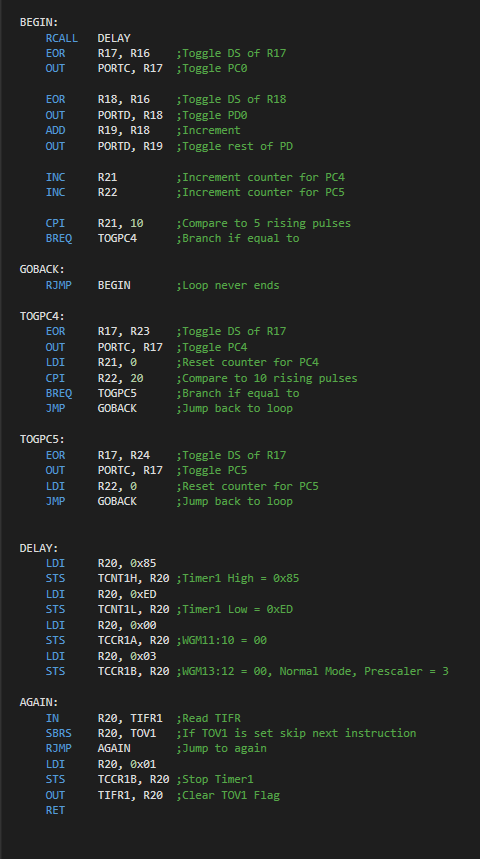 BEGIN:
RCALL DELAY
EOR R17, R16 ;Toggle DS of R17
OUT PORTC, R17 ;Toggle PC0
EOR R18, R16 ;Toggle DS of R18
OUT PORTD, R18 ;Toggle PD0
ADD R19, R18 ;Increment
OUT PORTD, R19 ;Toggle rest of PD
INC R21 ;Increment counter for PC4
INC R22 ;Increment counter for PC5
CPI R21, 10 ;Compare to 5 rising pulses
BREQ TOGPC4 ;Branch if equal to
GOBACK:
RJMP BEGIN ;Loop never ends
TOGPC4:
EOR R17, R23 ;Toggle DS of R17
OUT PORTC, R17 ;Toggle PC4
LDI R21, 0 ;Reset counter for PC4
CPI R22, 20 ;Compare to 10 rising pulses
BREQ TOGPC5 ;Branch if equal to
JMP GOBACK ;Jump back to loop
TOGPC5:
EOR R17, R24 ;Toggle DS of R17
OUT PORTC, R17 ;Toggle PC5
LDI R22, 0 ;Reset counter for PC5
JMP GOBACK ;Jump back to loop
DELAY:
LDI R20, 0x85
STS TCNT1H, R20 ;Timer1 High = 0x85
LDI R20, 0xED
STS TCNT1L, R20 ;Timer1 Low = 0xED
LDI R20, 0x00
STS TCCR1A, R20 ;WGM11:10 = 00
LDI R20, 0x03
STS TCCR1B, R20 ;WGM13:12 = 00, Normal Mode, Prescaler = 3
AGAIN:
IN R20, TIFR1 ;Read TIFR
SBRS R20, TOV1 ;If TOV1 is set skip next instruction
RJMP AGAIN ;Jump to again
LDI R20, 0x01
STS TCCR1B, R20 ;Stop Timer1
OUT TIFR1, R20 ;Clear TOV1 Flag
RET